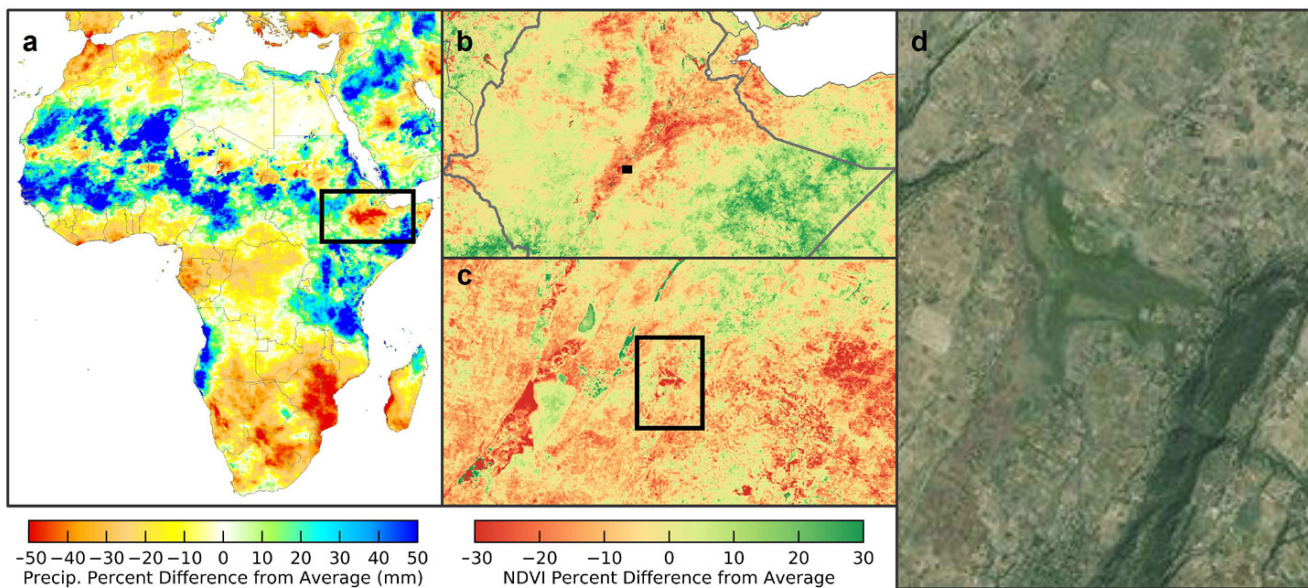 a
b
c
d
−50 −40 −30 −20 −10 0 10 20 30 40 50
Precip. Percent Difference from Average (mm)
−30 −20 −10 0 10 20 30
NDVI Percent Difference from Average